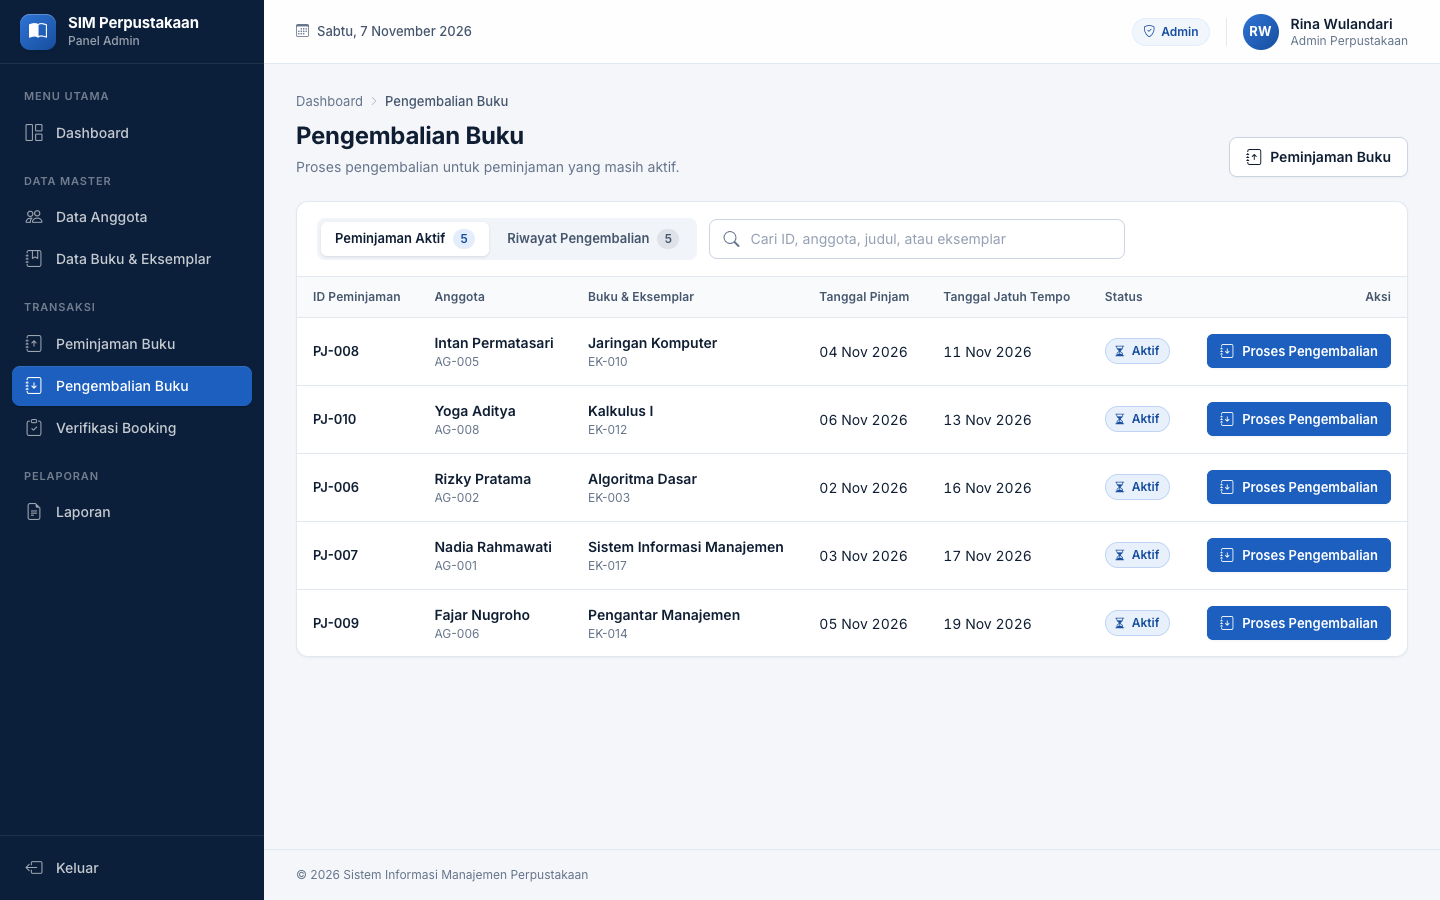 SIM Perpustakaan
Panel Admin
MENU UTAMA
Dashboard
DATA MASTER
Data Anggota
Data Buku & Eksemplar
TRANSAKSI
Peminjaman Buku
Pengembalian Buku
Verifikasi Booking
PELAPORAN
Laporan
Keluar
Sabtu, 7 November 2026
Admin
RW
Rina Wulandari
Admin Perpustakaan
Dashboard > Pengembalian Buku
Pengembalian Buku
Proses pengembalian untuk peminjaman yang masih aktif.
Peminjaman Buku
Peminjaman Aktif 5 Riwayat Pengembalian 5 Cari ID, anggota, judul, atau eksemplar
ID Peminjaman Anggota Buku & Eksemplar Tanggal Pinjam Tanggal Jatuh Tempo Status Aksi
PJ-008 Intan Permatasari Jaringan Komputer 04 Nov 2026 11 Nov 2026 Aktif Proses Pengembalian
AG-005 EK-010
PJ-010 Yoga Aditya Kalkulus I 06 Nov 2026 13 Nov 2026 Aktif Proses Pengembalian
AG-008 EK-012
PJ-006 Rizky Pratama Algoritma Dasar 02 Nov 2026 16 Nov 2026 Aktif Proses Pengembalian
AG-002 EK-003
PJ-007 Nadia Rahmawati Sistem Informasi Manajemen 03 Nov 2026 17 Nov 2026 Aktif Proses Pengembalian
AG-001 EK-017
PJ-009 Fajar Nugroho Pengantar Manajemen 05 Nov 2026 19 Nov 2026 Aktif Proses Pengembalian
AG-006 EK-014
© 2026 Sistem Informasi Manajemen Perpustakaan